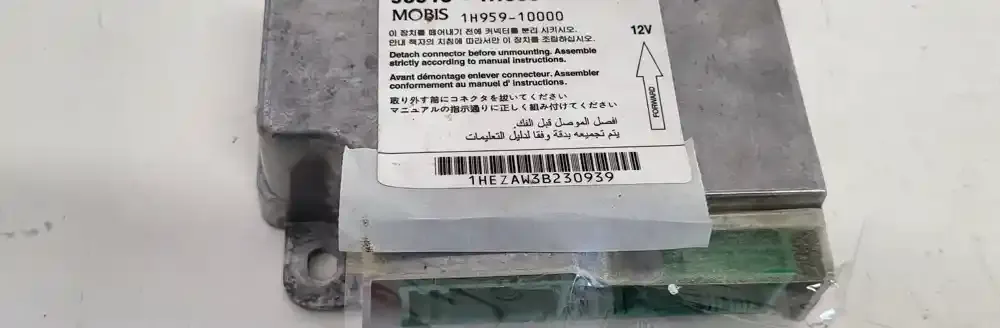 MOBIS 1H959-10000
이 장치를 떼어내기 전에 커넥터를 분리 시키시오.
안내 책자의 지침에 따라서만 이 장치를 조립하십시오.
12V
Detach connector before unmounting. Assemble
strictly according to manual instructions.
Avant démontage enlever connecteur. Assembler
conformement au manuel d' instructions.
FORWARD
取り外す前にコネクタを抜いてください
マニュアルの指示通りに正しく組み付けてください
افصل الموصل قبل الفك.
يتم تجميعه بدقة وفقا لدليل التعليمات
1HEZAW3B230939